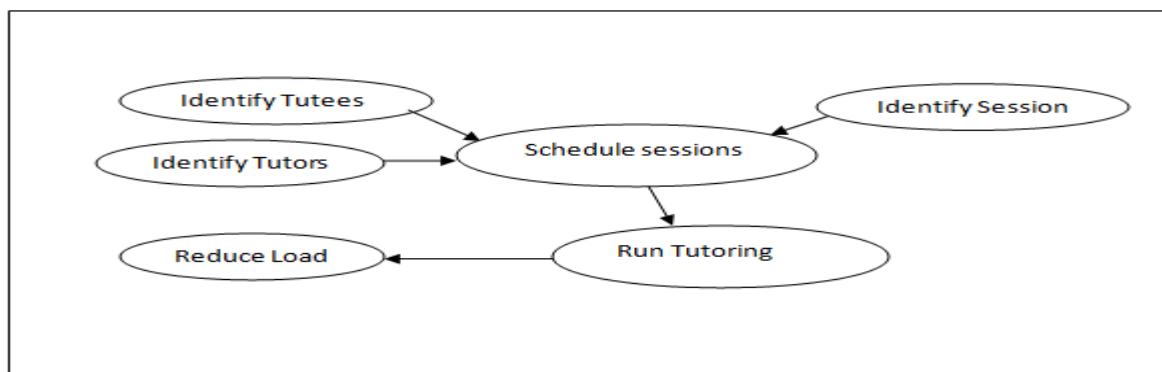 Identify Tutees
Identify Session
Schedule sessions
Identify Tutors
Run Tutoring
Reduce Load